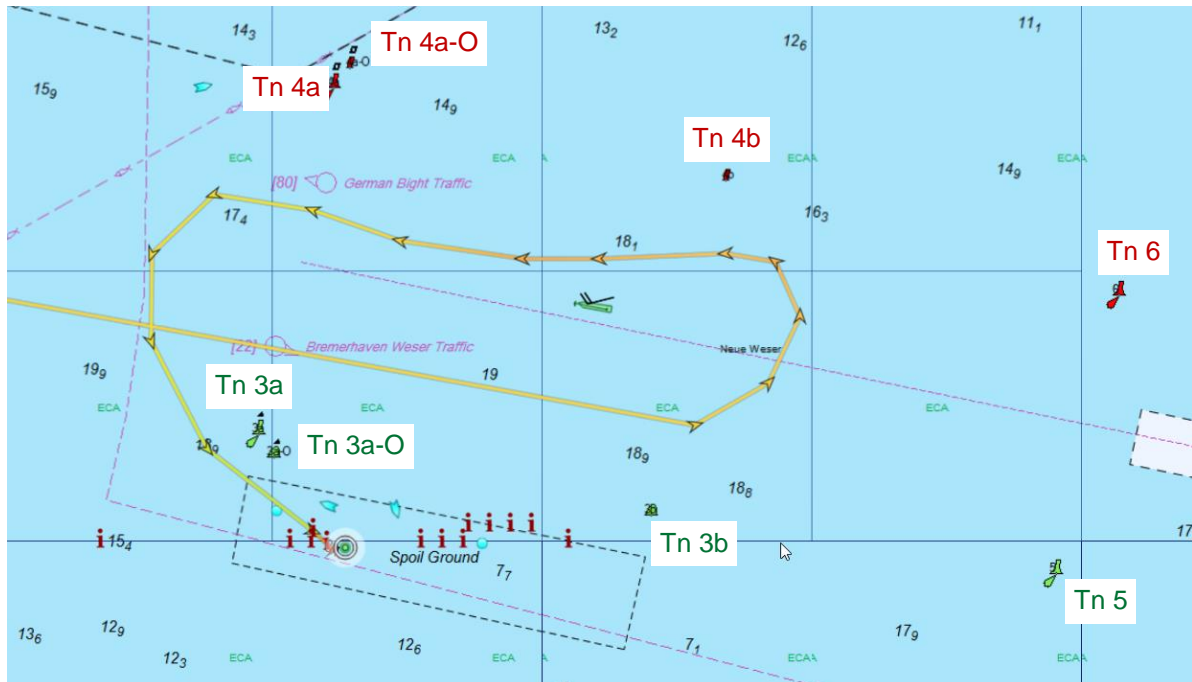 14₃
Tn 4a-O
13₂
12₆
11₁
15₉
Tn 4a
14₉
Tn 4b
ECA
ECA
ECA
ECA
14₉
[80] German Bight Traffic
17₄
16₃
18₁
Tn 6
6
Neue Weser
[22] Bremerhaven Weser Traffic
19₉
19
Tn 3a
ECA
ECA
ECA
ECA
Tn 3a-O
18₉
18₉
18₈
17
15₄
i i i i i i i i i i i i
Spoil Ground
Tn 3b
7₇
5
Tn 5
13₆
12₉
12₃
12₆
7₁
17₉
ECA
ECA
ECA
ECA